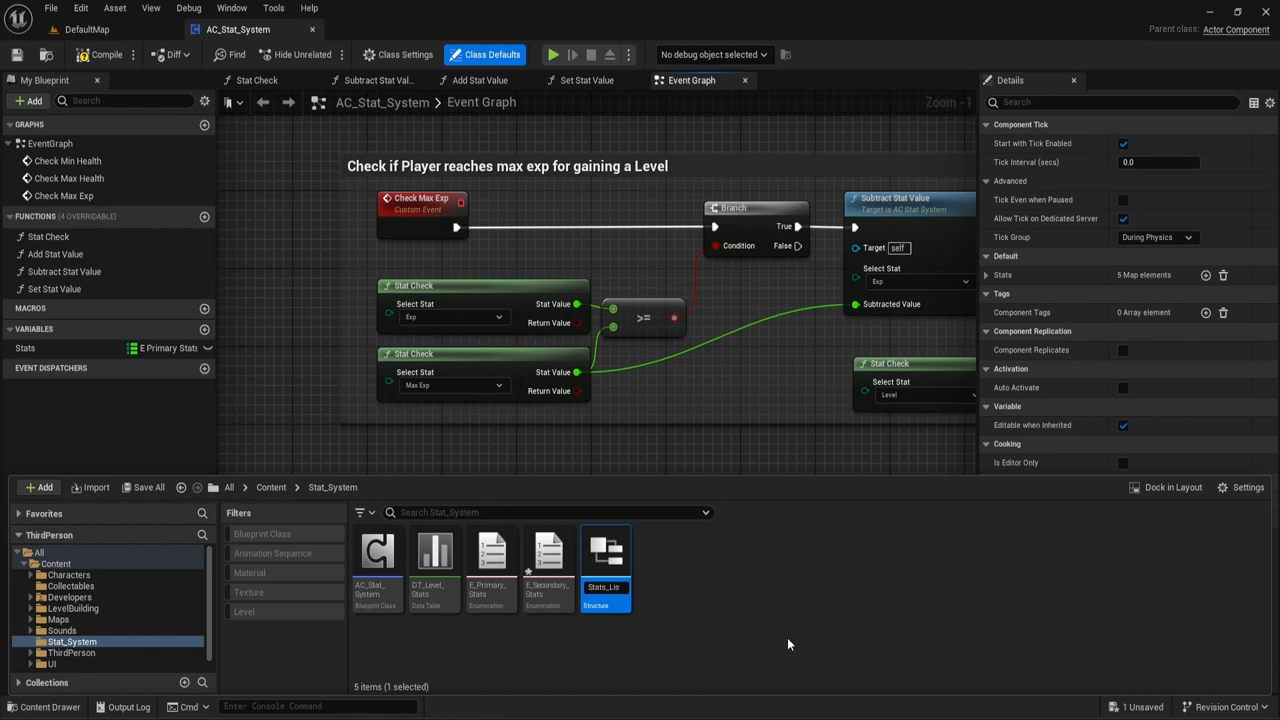 File
Edit
Asset
View
Debug
Window
Tools
Help
DefaultMap
AC_Stat_System
Parent class: Actor Component
Compile
Diff
Find
Hide Unrelated
Class Settings
Class Defaults
No debug object selected
My Blueprint
Stat Check
Subtract Stat Val...
Add Stat Value
Set Stat Value
Event Graph
Details
Add
Search
AC_Stat_System
Event Graph
Zoom -1
Search
GRAPHS
EventGraph
Check Min Health
Check Max Health
Check Max Exp
FUNCTIONS (4 OVERRIDABLE)
Stat Check
Add Stat Value
Subtract Stat Value
Set Stat Value
MACROS
VARIABLES
Stats
E Primary Stats
EVENT DISPATCHERS
Check if Player reaches max exp for gaining a Level
Check Max Exp
Custom Event
Branch
True
Condition
False
Subtract Stat Value
Target is AC Stat System
Target
self
Select Stat
Exp
Subtracted Value
Stat Check
Select Stat
Stat Value
Exp
Return Value
>=
Stat Check
Select Stat
Stat Value
Max Exp
Return Value
Stat Check
Select Stat
Level
Component Tick
Start with Tick Enabled
Tick Interval (secs)
0.0
Advanced
Tick Even when Paused
Allow Tick on Dedicated Server
Tick Group
During Physics
Default
Stats
5 Map elements
Tags
Component Tags
0 Array element
Component Replication
Component Replicates
Activation
Auto Activate
Variable
Editable when Inherited
Cooking
Is Editor Only
Add
Import
Save All
All
Content
Stat_System
Dock in Layout
Settings
Favorites
ThirdPerson
All
Content
Characters
Collectables
Developers
LevelBuilding
Maps
Sounds
Stat_System
ThirdPerson
UI
Collections
Filters
Blueprint Class
Animation Sequence
Material
Texture
Level
Search Stat_System
AC_Stat_
System
Blueprint Class
DT_Level_
Stats
Data Table
E_Primary_
Stats
Enumeration
E_Secondary_
Stats
Enumeration
Stats_Lis
Structure
5 items (1 selected)
Content Drawer
Output Log
Cmd
Enter Console Command
1 Unsaved
Revision Control